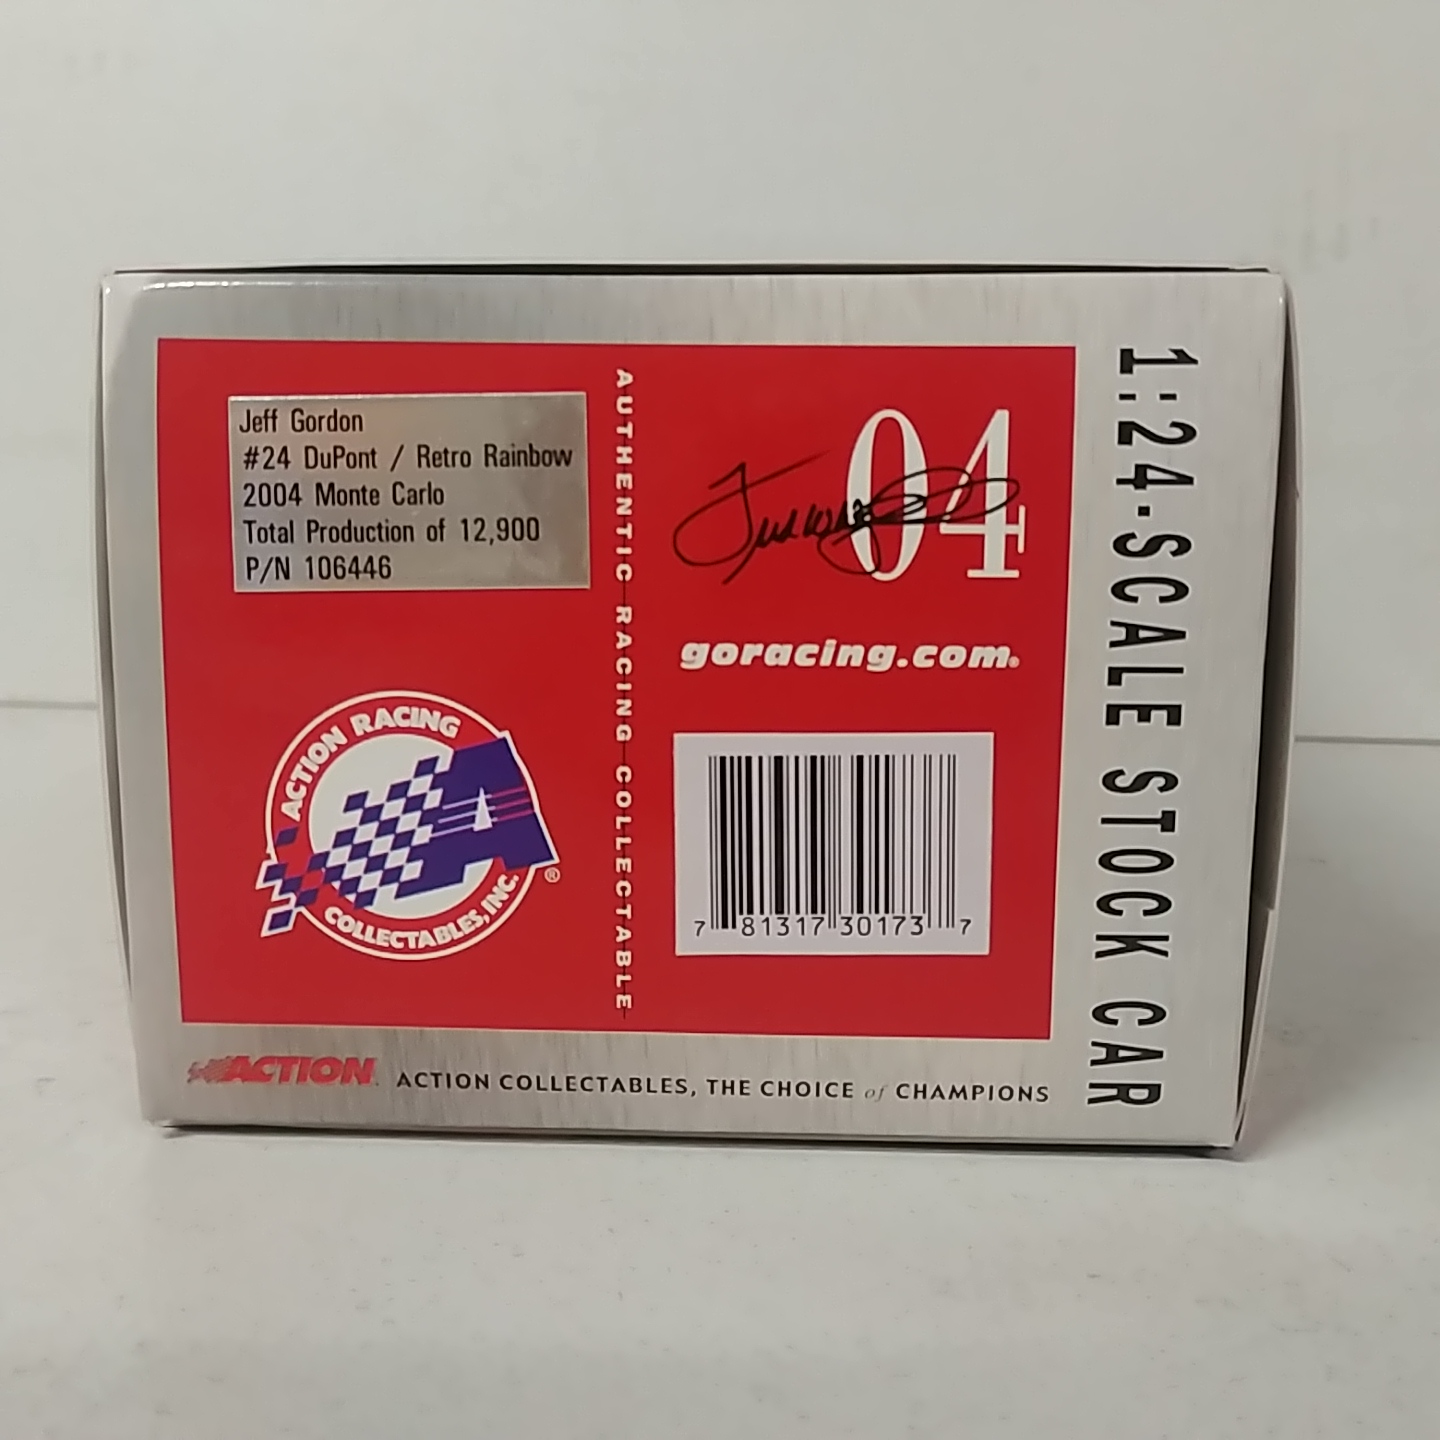 Jeff Gordon
#24 DuPont / Retro Rainbow
2004 Monte Carlo
Total Production of 12,900
P/N 106446
ACTION RACING
COLLECTABLES, INC.
®
AUTHENTIC RACING COLLECTABLE
04
goracing.com®
7 81317 30173 7
1:24-SCALE STOCK CAR
ACTION. ACTION COLLECTABLES, THE CHOICE of CHAMPIONS